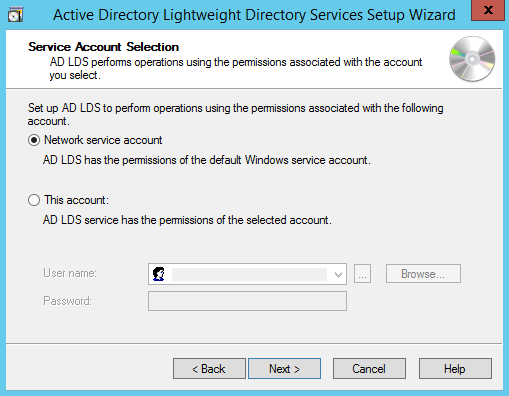 Active Directory Lightweight Directory Services Setup Wizard
x
Service Account Selection
AD LDS performs operations using the permissions associated with the account
you select.
Set up AD LDS to perform operations using the permissions associated with the following
account.
Network service account
AD LDS has the permissions of the default Windows service account.
This account:
AD LDS service has the permissions of the selected account.
User name:
... Browse...
Password:
< Back Next > Cancel Help